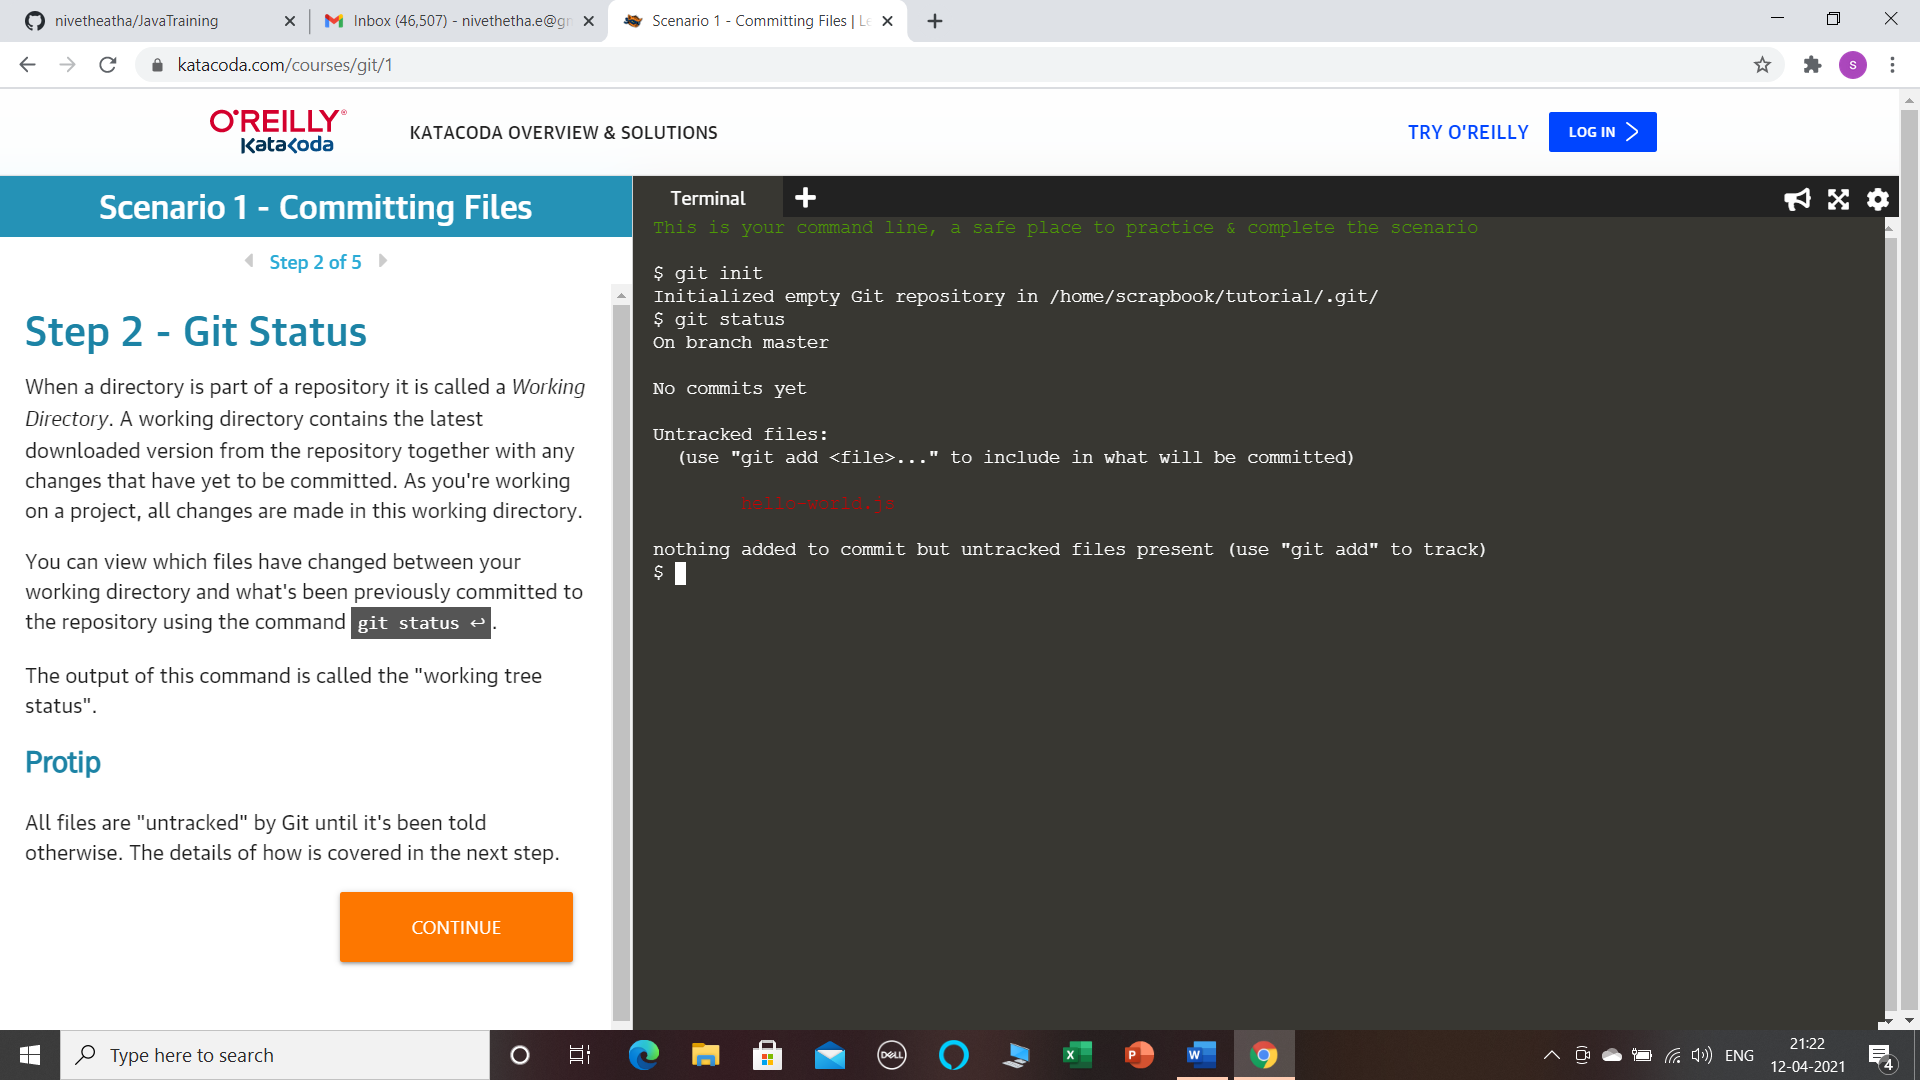 nivetheatha/JavaTraining
Inbox (46,507) - nivethetha.e@gm
Scenario 1 - Committing Files | Le
katacoda.com/courses/git/1
S
O'REILLY®
Katacoda
KATACODA OVERVIEW & SOLUTIONS
TRY O'REILLY
LOG IN
Scenario 1 - Committing Files
Step 2 of 5
Step 2 - Git Status
When a directory is part of a repository it is called a Working
Directory. A working directory contains the latest
downloaded version from the repository together with any
changes that have yet to be committed. As you're working
on a project, all changes are made in this working directory.
You can view which files have changed between your
working directory and what's been previously committed to
the repository using the command git status ↩.
The output of this command is called the "working tree
status".
Protip
All files are "untracked" by Git until it's been told
otherwise. The details of how is covered in the next step.
CONTINUE
Terminal
This is your command line, a safe place to practice & complete the scenario
$ git init
Initialized empty Git repository in /home/scrapbook/tutorial/.git/
$ git status
On branch master
No commits yet
Untracked files:
(use "git add <file>..." to include in what will be committed)
hello-world.js
nothing added to commit but untracked files present (use "git add" to track)
$
Type here to search
DELL
X
P
W
ENG
21:22
12-04-2021
4